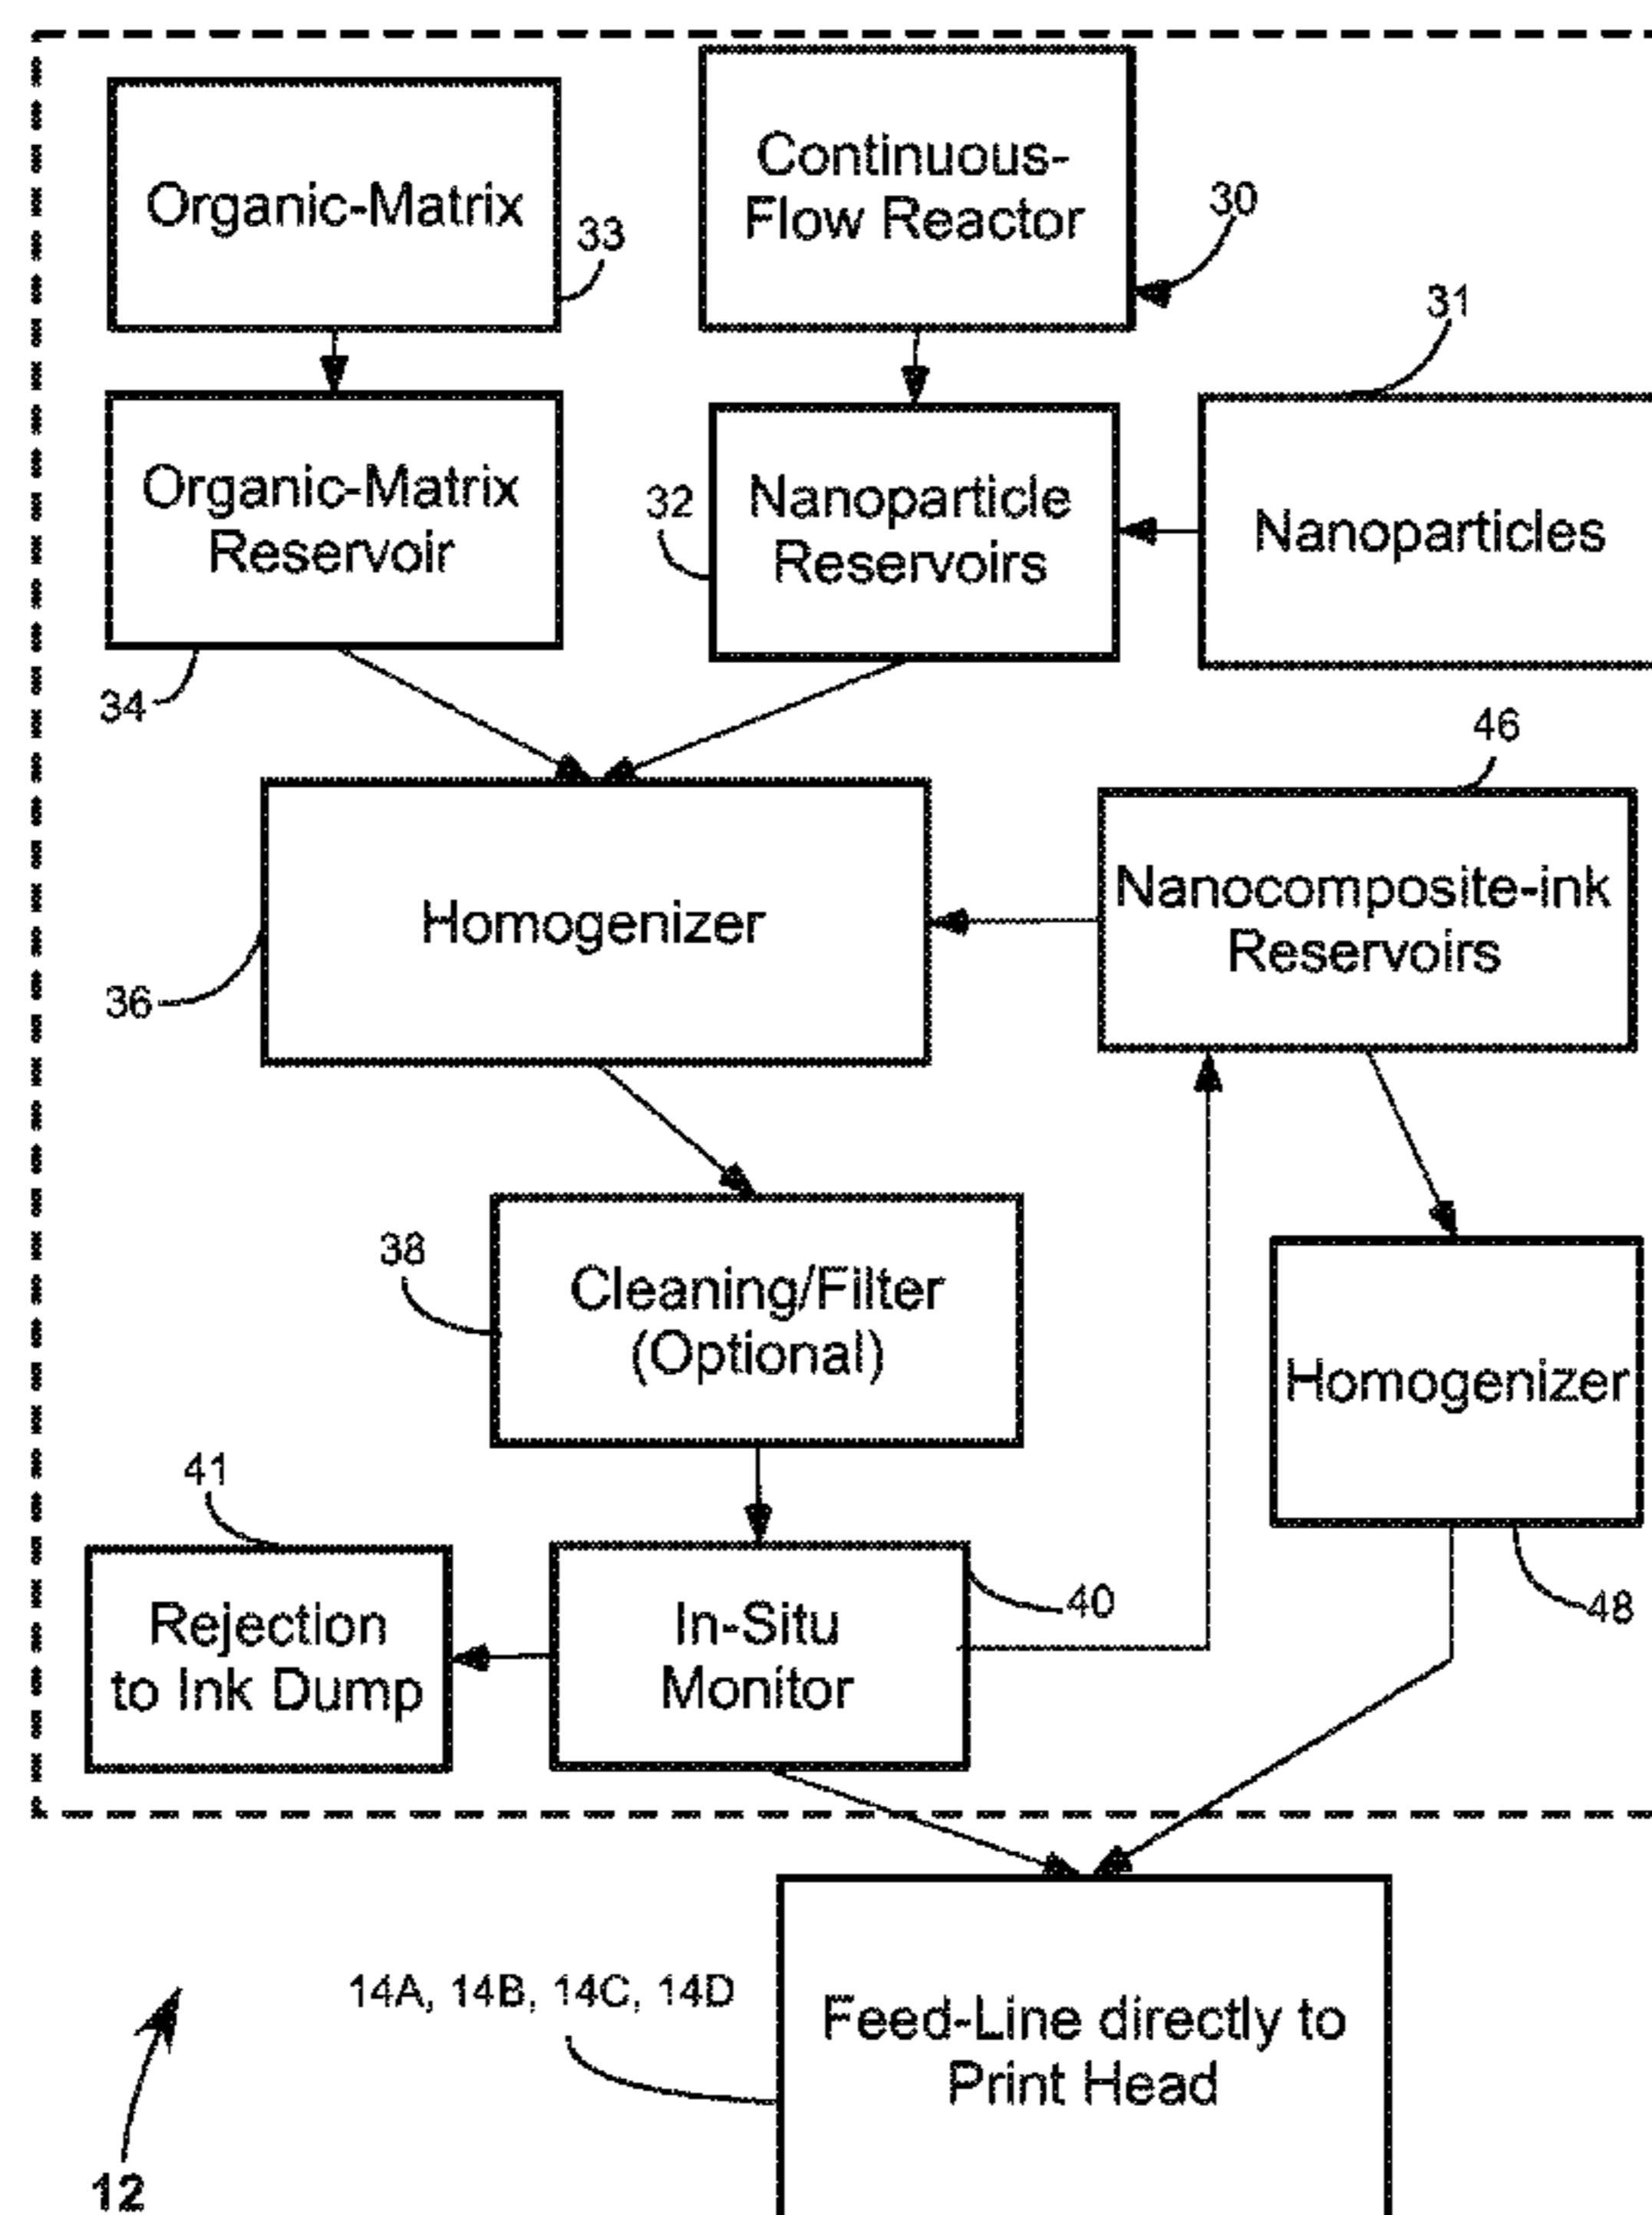 Organic-Matrix
33
Continuous-
Flow Reactor
30
31
Organic-Matrix
Reservoir
34
32
Nanoparticle
Reservoirs
Nanoparticles
46
Homogenizer
36
Nanocomposite-ink
Reservoirs
38
Cleaning/Filter
(Optional)
Homogenizer
48
41
Rejection
to Ink Dump
In-Situ
Monitor
40
14A, 14B, 14C, 14D
Feed-Line directly to
Print Head
12